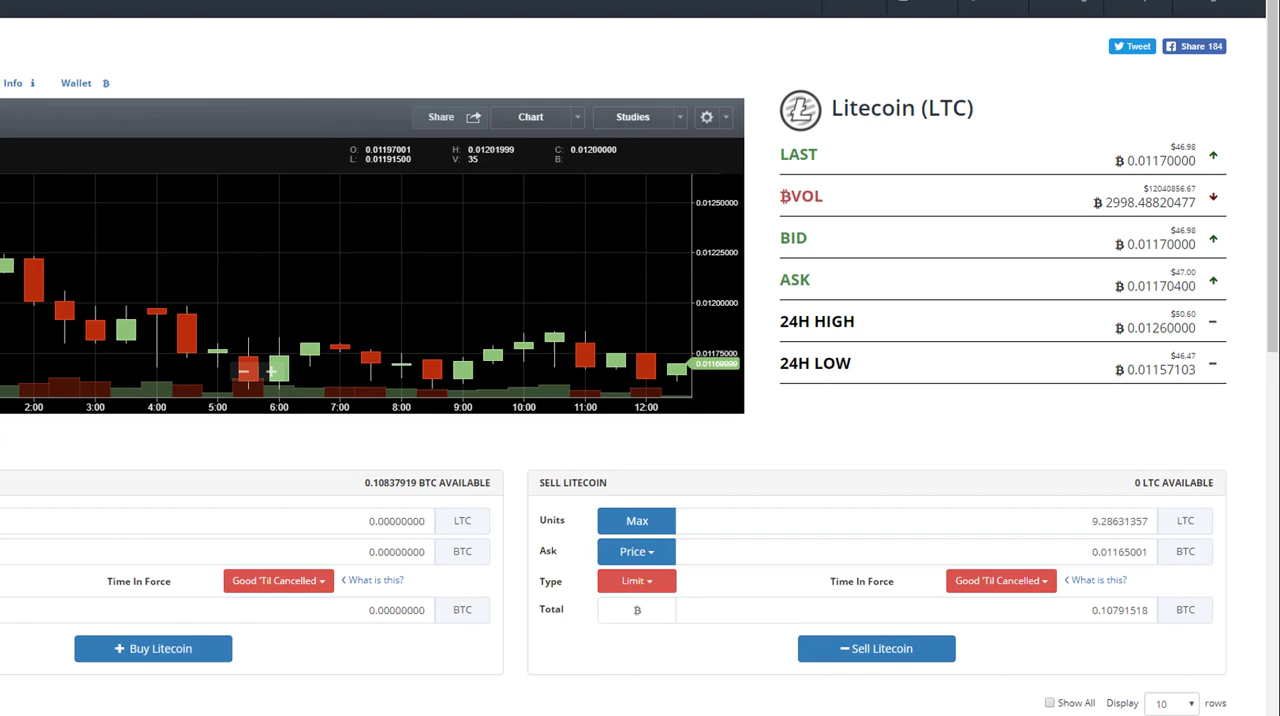 Tweet
Share 184
Info i
Wallet ₿
Litecoin (LTC)
Share
Chart
Studies
O: 0.01197001 H: 0.01201999 C: 0.01200000
L: 0.01191500 V: 35 B:
LAST
$46.98
₿ 0.01170000
₿VOL
$12040856.67
₿ 2998.48820477
BID
$46.98
₿ 0.01170000
ASK
$47.00
₿ 0.01170400
24H HIGH
$50.60
₿ 0.01260000
24H LOW
$46.47
₿ 0.01157103
0.01250000
0.01225000
0.01200000
0.01175000
0.01169999
2:00 3:00 4:00 5:00 6:00 7:00 8:00 9:00 10:00 11:00 12:00
0.10837919 BTC AVAILABLE
0.00000000 LTC
0.00000000 BTC
Time In Force Good 'Til Cancelled What is this?
0.00000000 BTC
+ Buy Litecoin
SELL LITECOIN 0 LTC AVAILABLE
Units Max 9.28631357 LTC
Ask Price 0.01165001 BTC
Type Limit Time In Force Good 'Til Cancelled What is this?
Total ₿ 0.10791518 BTC
− Sell Litecoin
Show All Display 10 rows